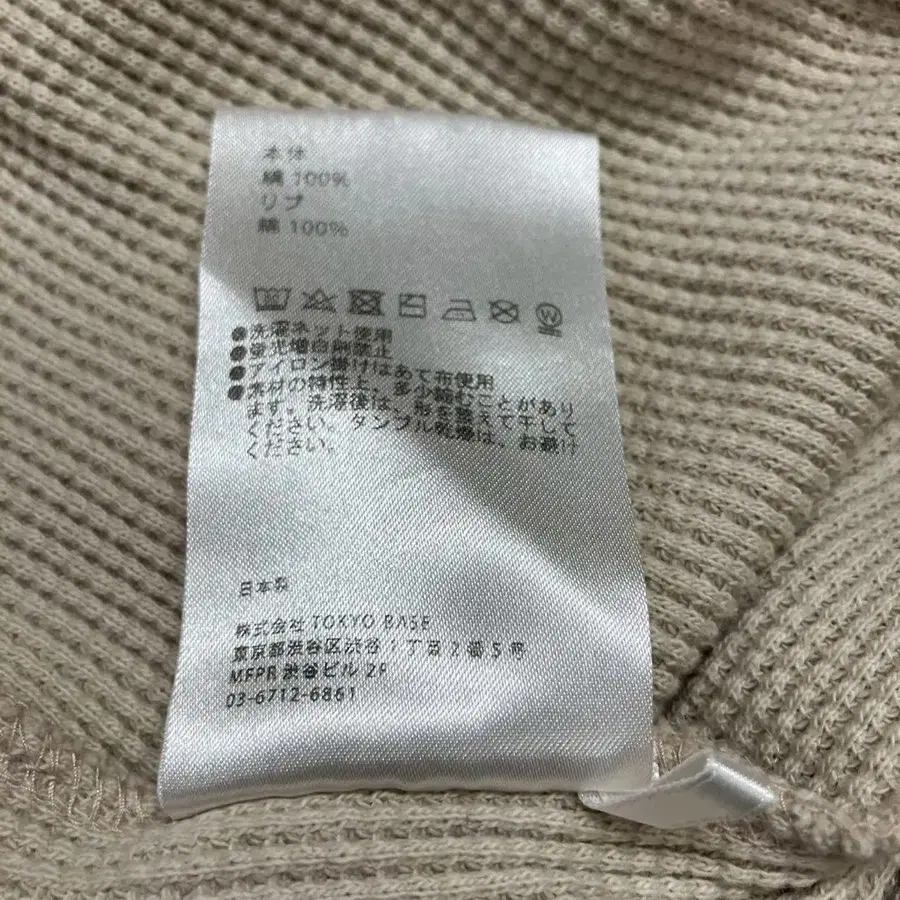 本体
綿 100%
リブ
綿 100%
●洗濯ネット使用
●蛍光増白剤禁止
●アイロン掛けはあて布使用
●素材の特性上、多少縮むことがあり
ます。洗濯後は、形を整えて干して
ください。タンブル乾燥は、お避け
日本製
株式会社 TOKYO BASE
東京都渋谷区渋谷1丁目2番5号
MFPR渋谷ビル 2F
03-6712-6861